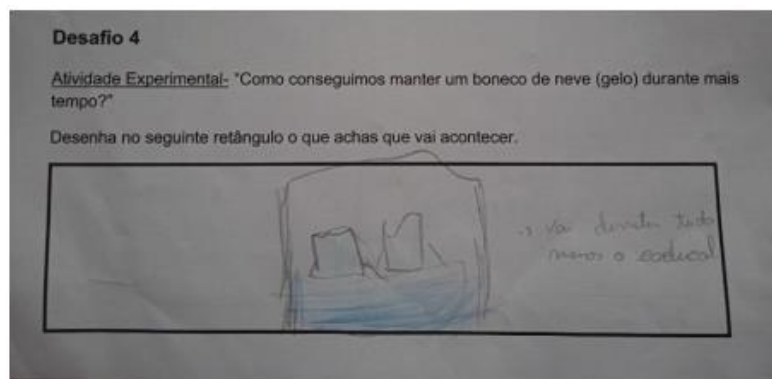 Desafio 4
Atividade Experimental- "Como conseguimos manter um boneco de neve (gelo) durante mais
tempo?"
Desenha no seguinte retângulo o que achas que vai acontecer.
vai derreter tudo
menos o